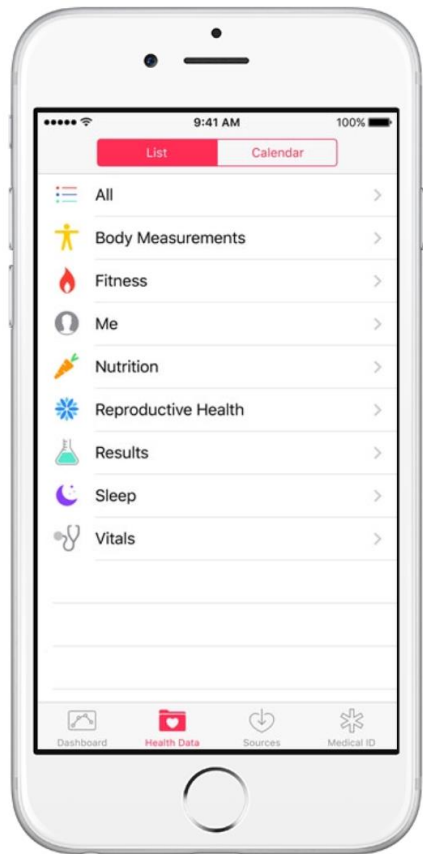 9:41 AM
100%
List
Calendar
All
Body Measurements
Fitness
Me
Nutrition
Reproductive Health
Results
Sleep
Vitals
Dashboard
Health Data
Sources
Medical ID